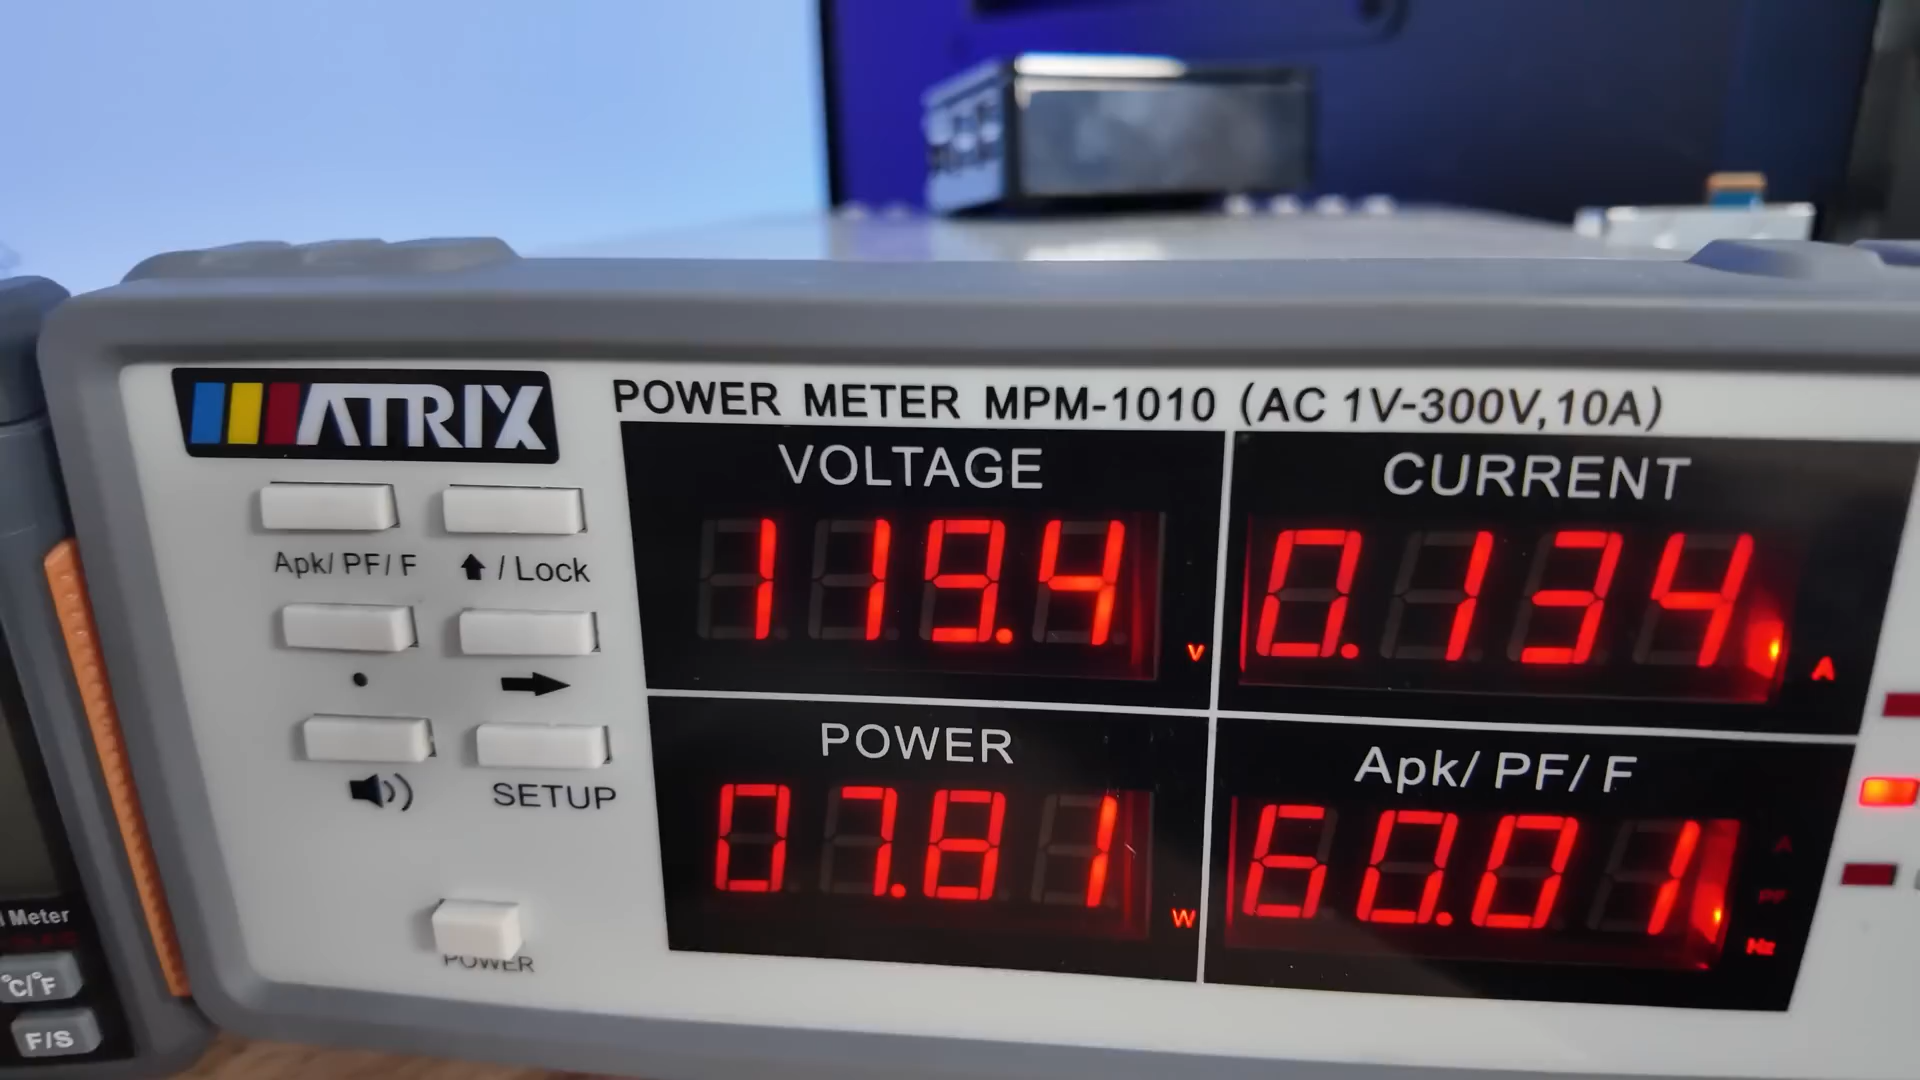 MATRIX
POWER METER MPM-1010 (AC 1V-300V,10A)
VOLTAGE
119.4 V
CURRENT
0.134 A
Apk/ PF/ F
/ Lock
SETUP
POWER
POWER
07.81 W
Apk/ PF/ F
60.01
A
PF
Hz
Meter
°C/°F
F/S